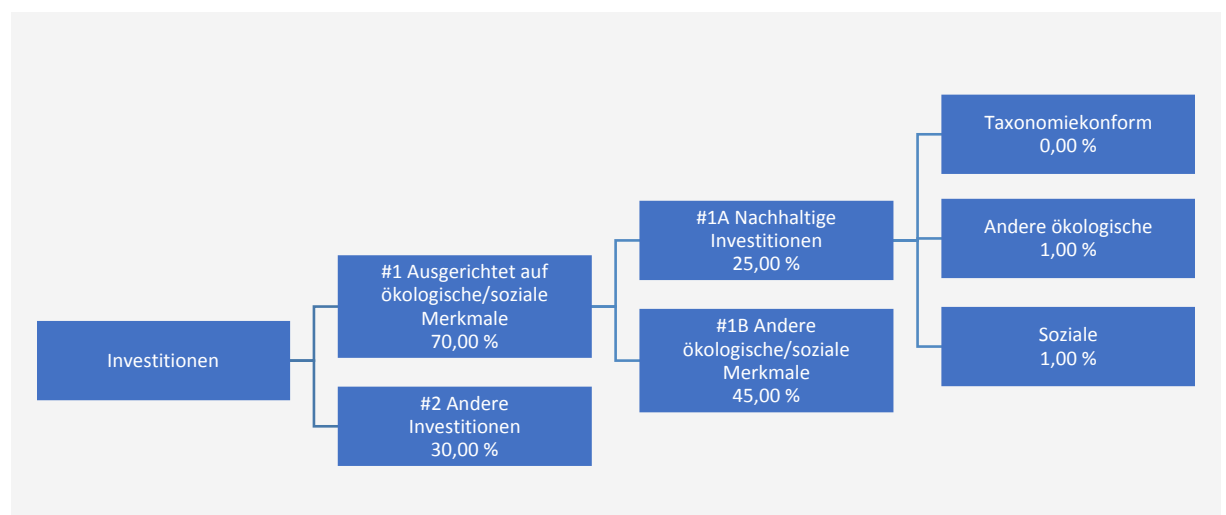 Investitionen
#1 Ausgerichtet auf
ökologische/soziale
Merkmale
70,00 %
#2 Andere
Investitionen
30,00 %
#1A Nachhaltige
Investitionen
25,00 %
#1B Andere
ökologische/soziale
Merkmale
45,00 %
Taxonomiekonform
0,00 %
Andere ökologische
1,00 %
Soziale
1,00 %